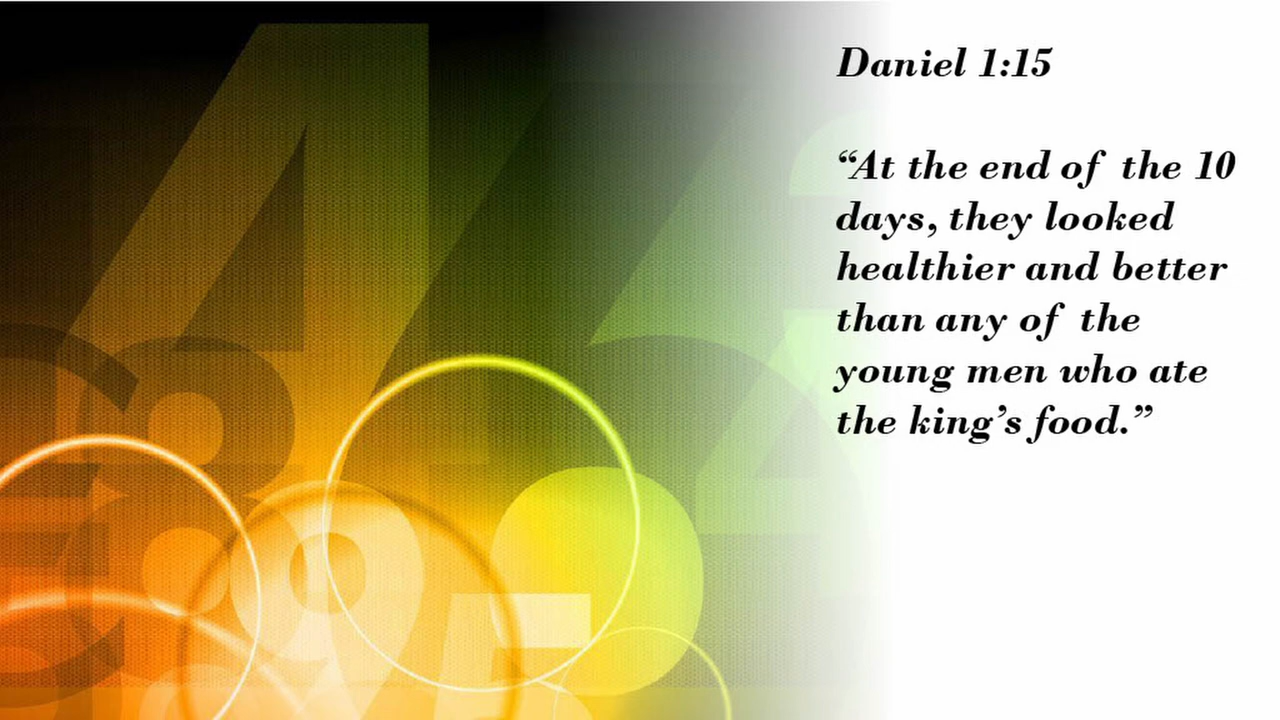 Daniel 1:15
“At the end of the 10
days, they looked
healthier and better
than any of the
young men who ate
the king’s food.”